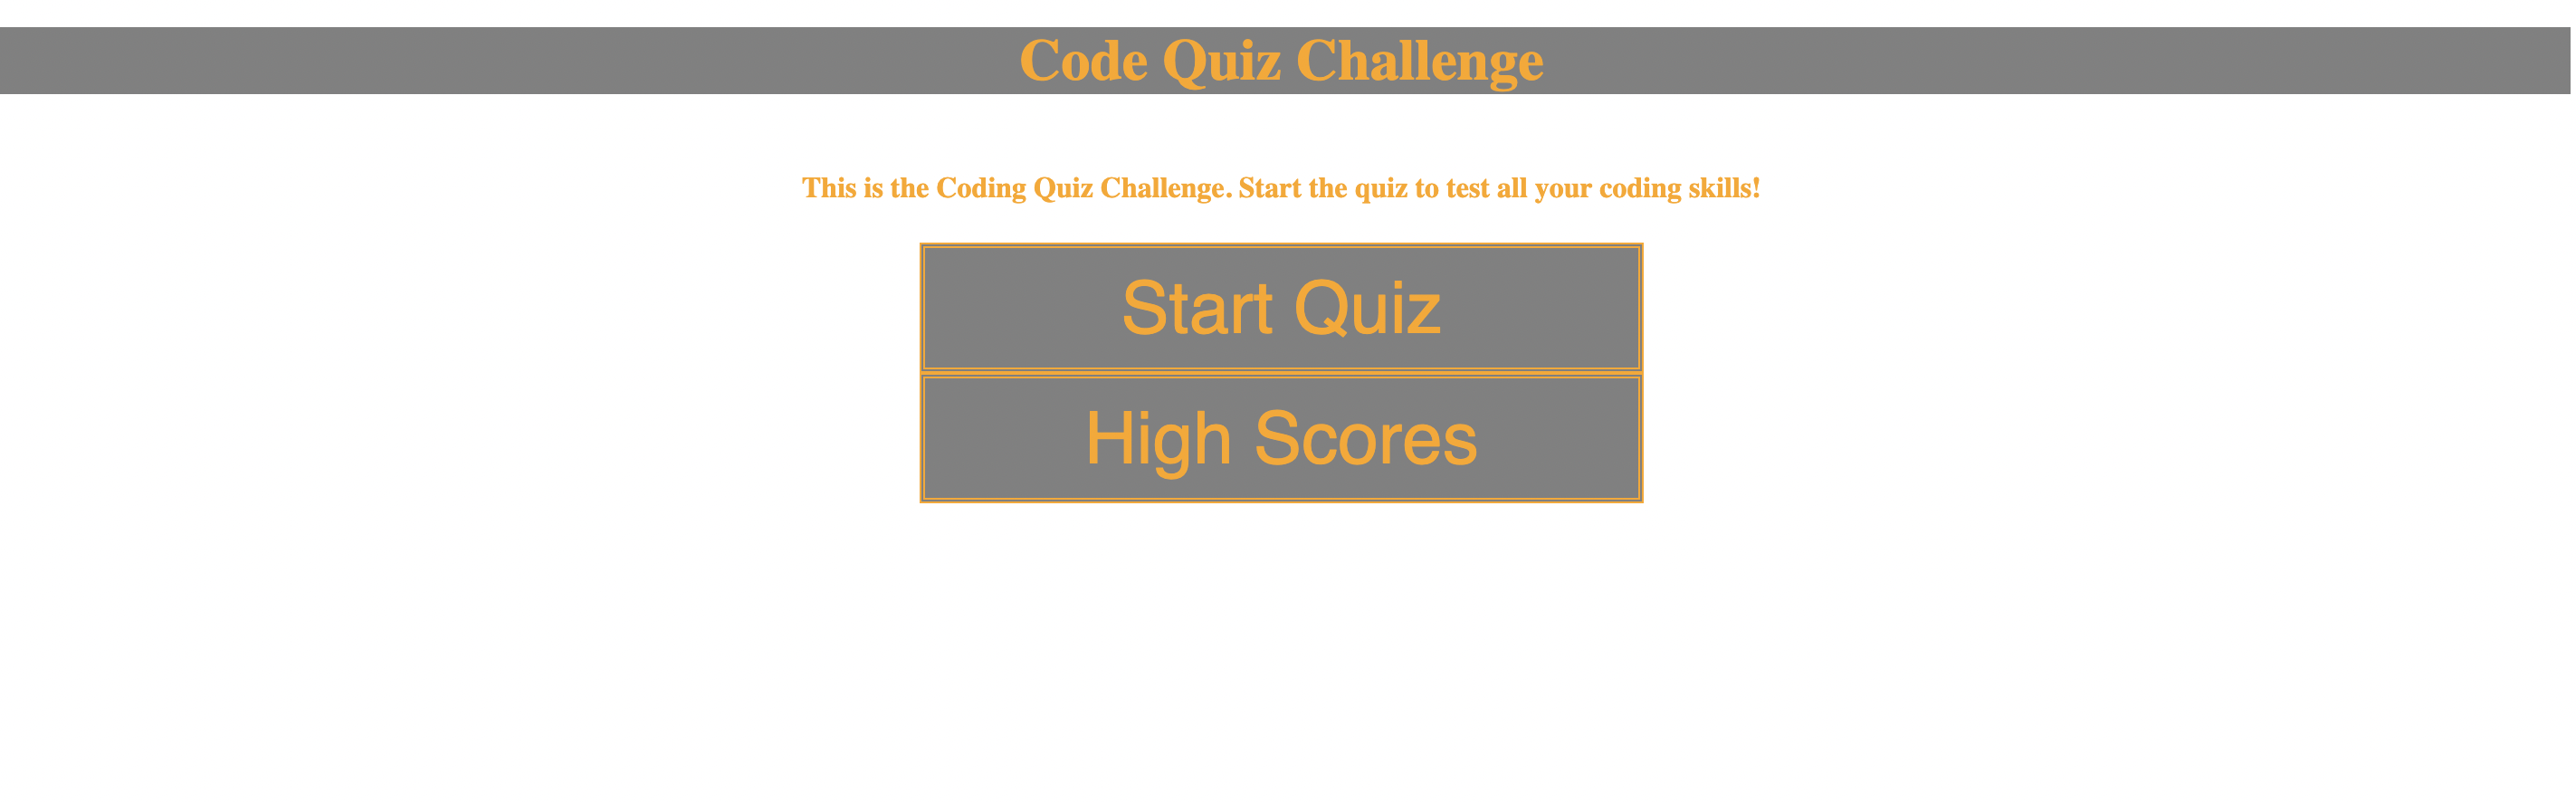 Code Quiz Challenge
This is the Coding Quiz Challenge. Start the quiz to test all your coding skills!
Start Quiz
High Scores